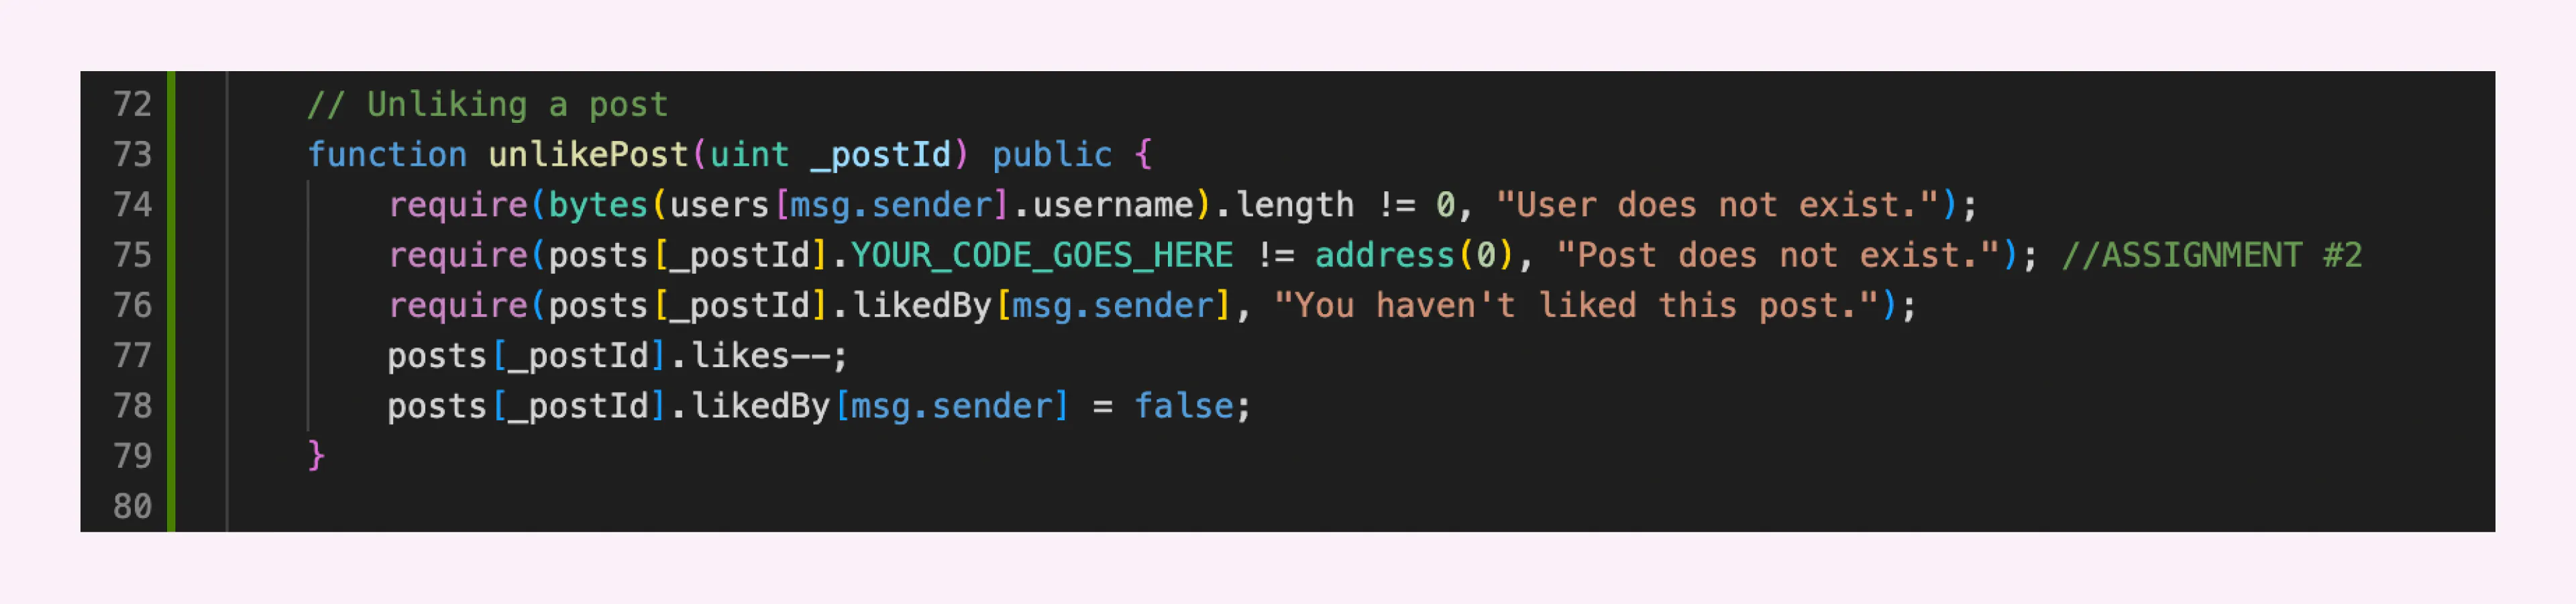 72 // Unliking a post
73 function unlikePost(uint _postId) public {
74 require(bytes(users[msg.sender].username).length != 0, "User does not exist.");
75 require(posts[_postId].YOUR_CODE_GOES_HERE != address(0), "Post does not exist."); //ASSIGNMENT #2
76 require(posts[_postId].likedBy[msg.sender], "You haven't liked this post.");
77 posts[_postId].likes--;
78 posts[_postId].likedBy[msg.sender] = false;
79 }
80